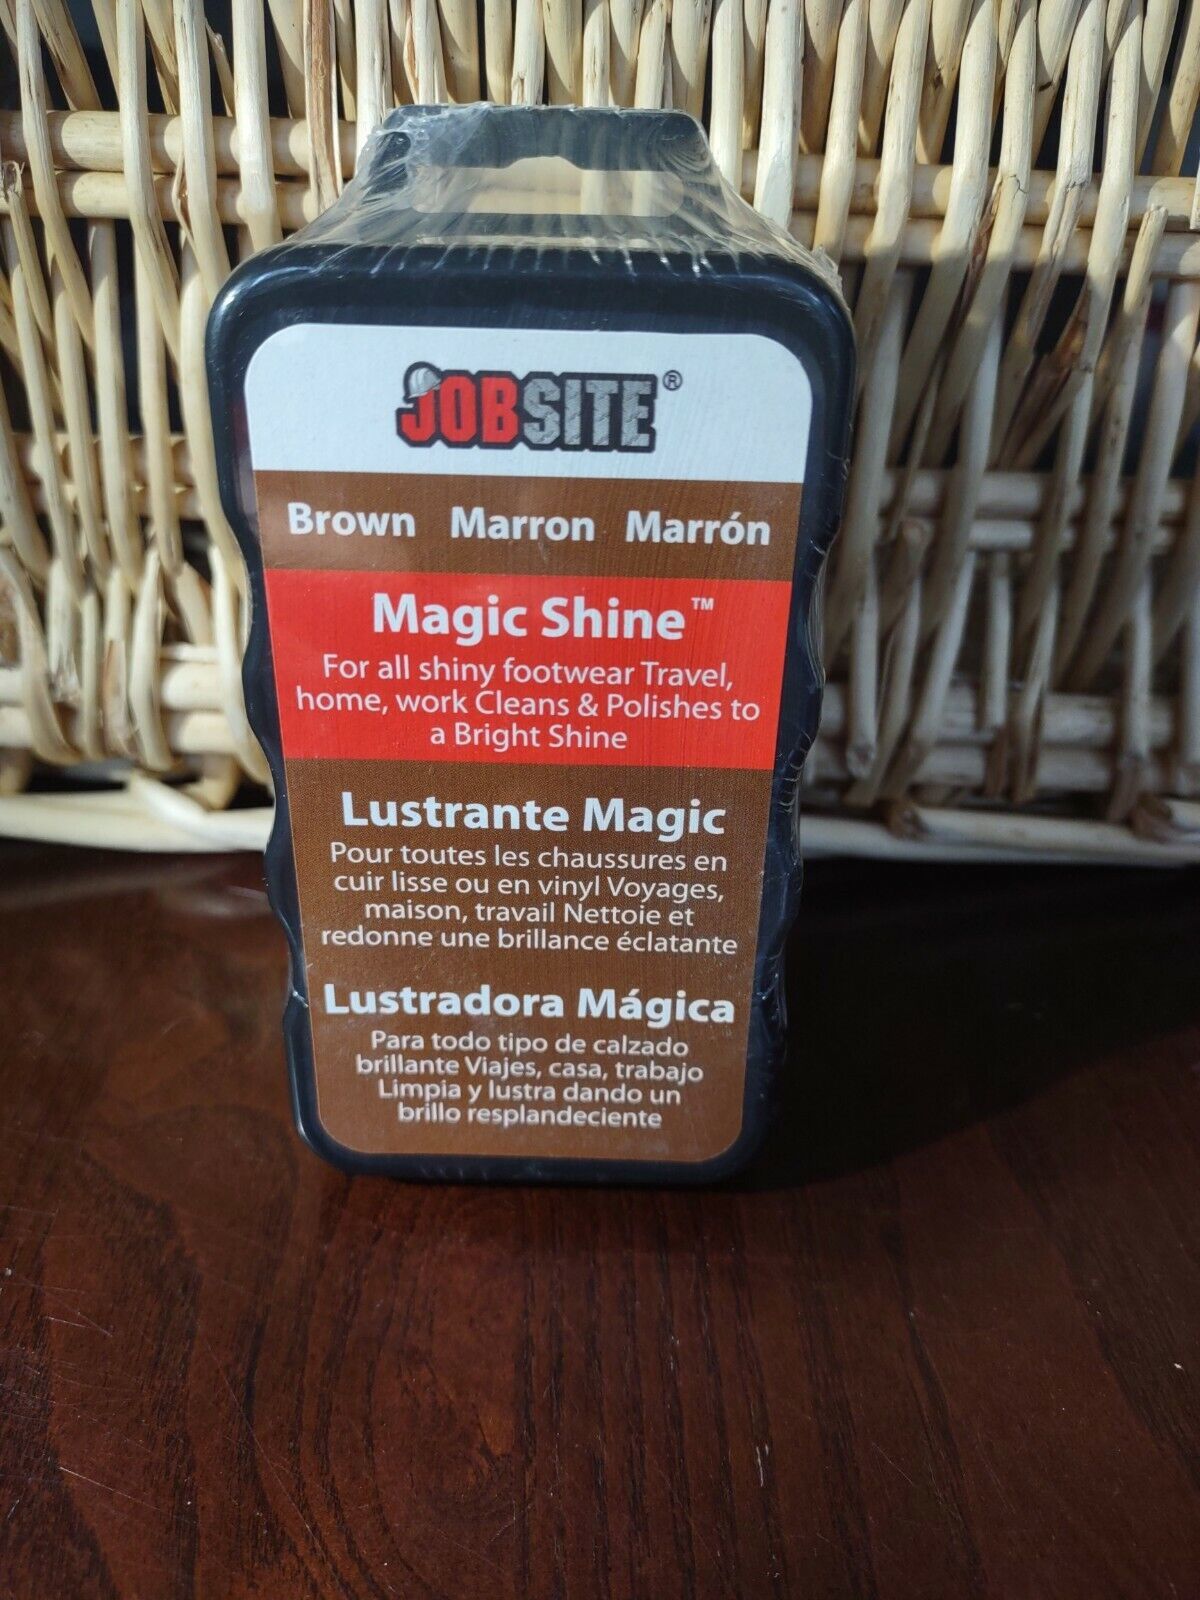 JOBSITE®
Brown Marron Marrón
Magic Shine™
For all shiny footwear Travel,
home, work Cleans & Polishes to
a Bright Shine
Lustrante Magic
Pour toutes les chaussures en
cuir lisse ou en vinyl Voyages,
maison, travail Nettoie et
redonne une brillance éclatante
Lustradora Mágica
Para todo tipo de calzado
brillante Viajes, casa, trabajo
Limpia y lustra dando un
brillo resplandeciente